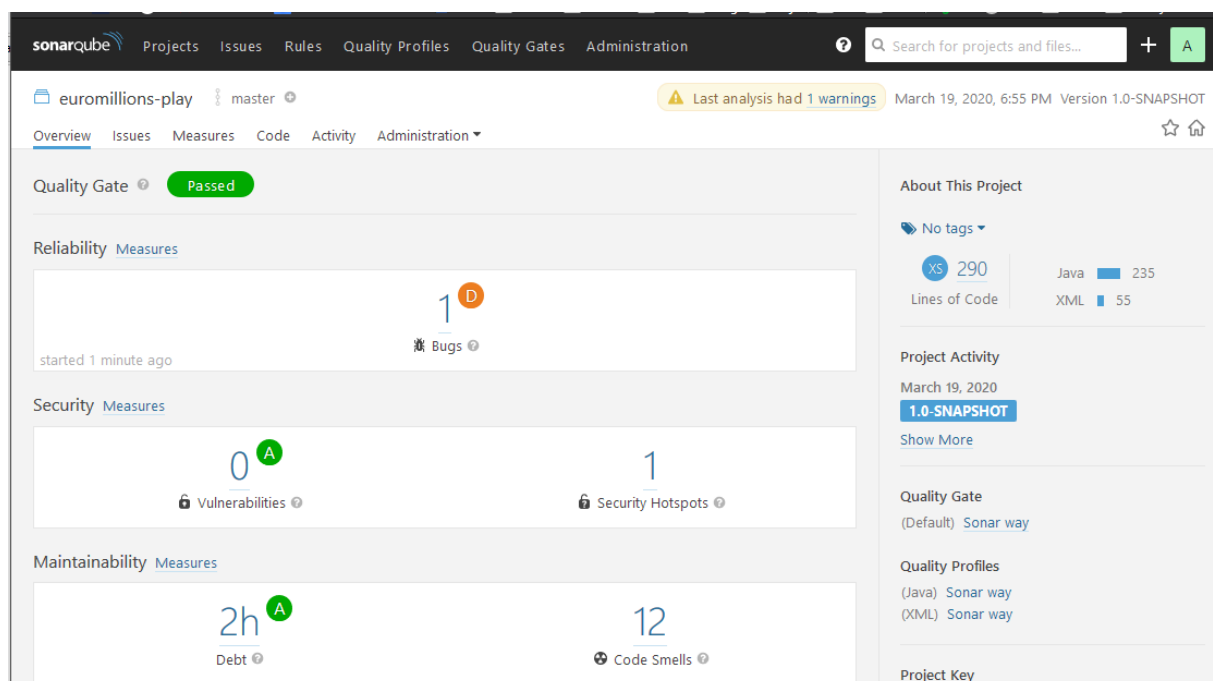 sonarqube Projects Issues Rules Quality Profiles Quality Gates Administration ? Search for projects and files... + A
euromillions-play master Last analysis had 1 warnings March 19, 2020, 6:55 PM Version 1.0-SNAPSHOT
Overview Issues Measures Code Activity Administration
Quality Gate ? Passed
Reliability Measures
1 D
Bugs ?
started 1 minute ago
Security Measures
0 A
Vulnerabilities ?
1
Security Hotspots ?
Maintainability Measures
2h A
Debt ?
12
Code Smells ?
About This Project
No tags
XS 290
Lines of Code
Java 235
XML 55
Project Activity
March 19, 2020
1.0-SNAPSHOT
Show More
Quality Gate
(Default) Sonar way
Quality Profiles
(Java) Sonar way
(XML) Sonar way
Project Key